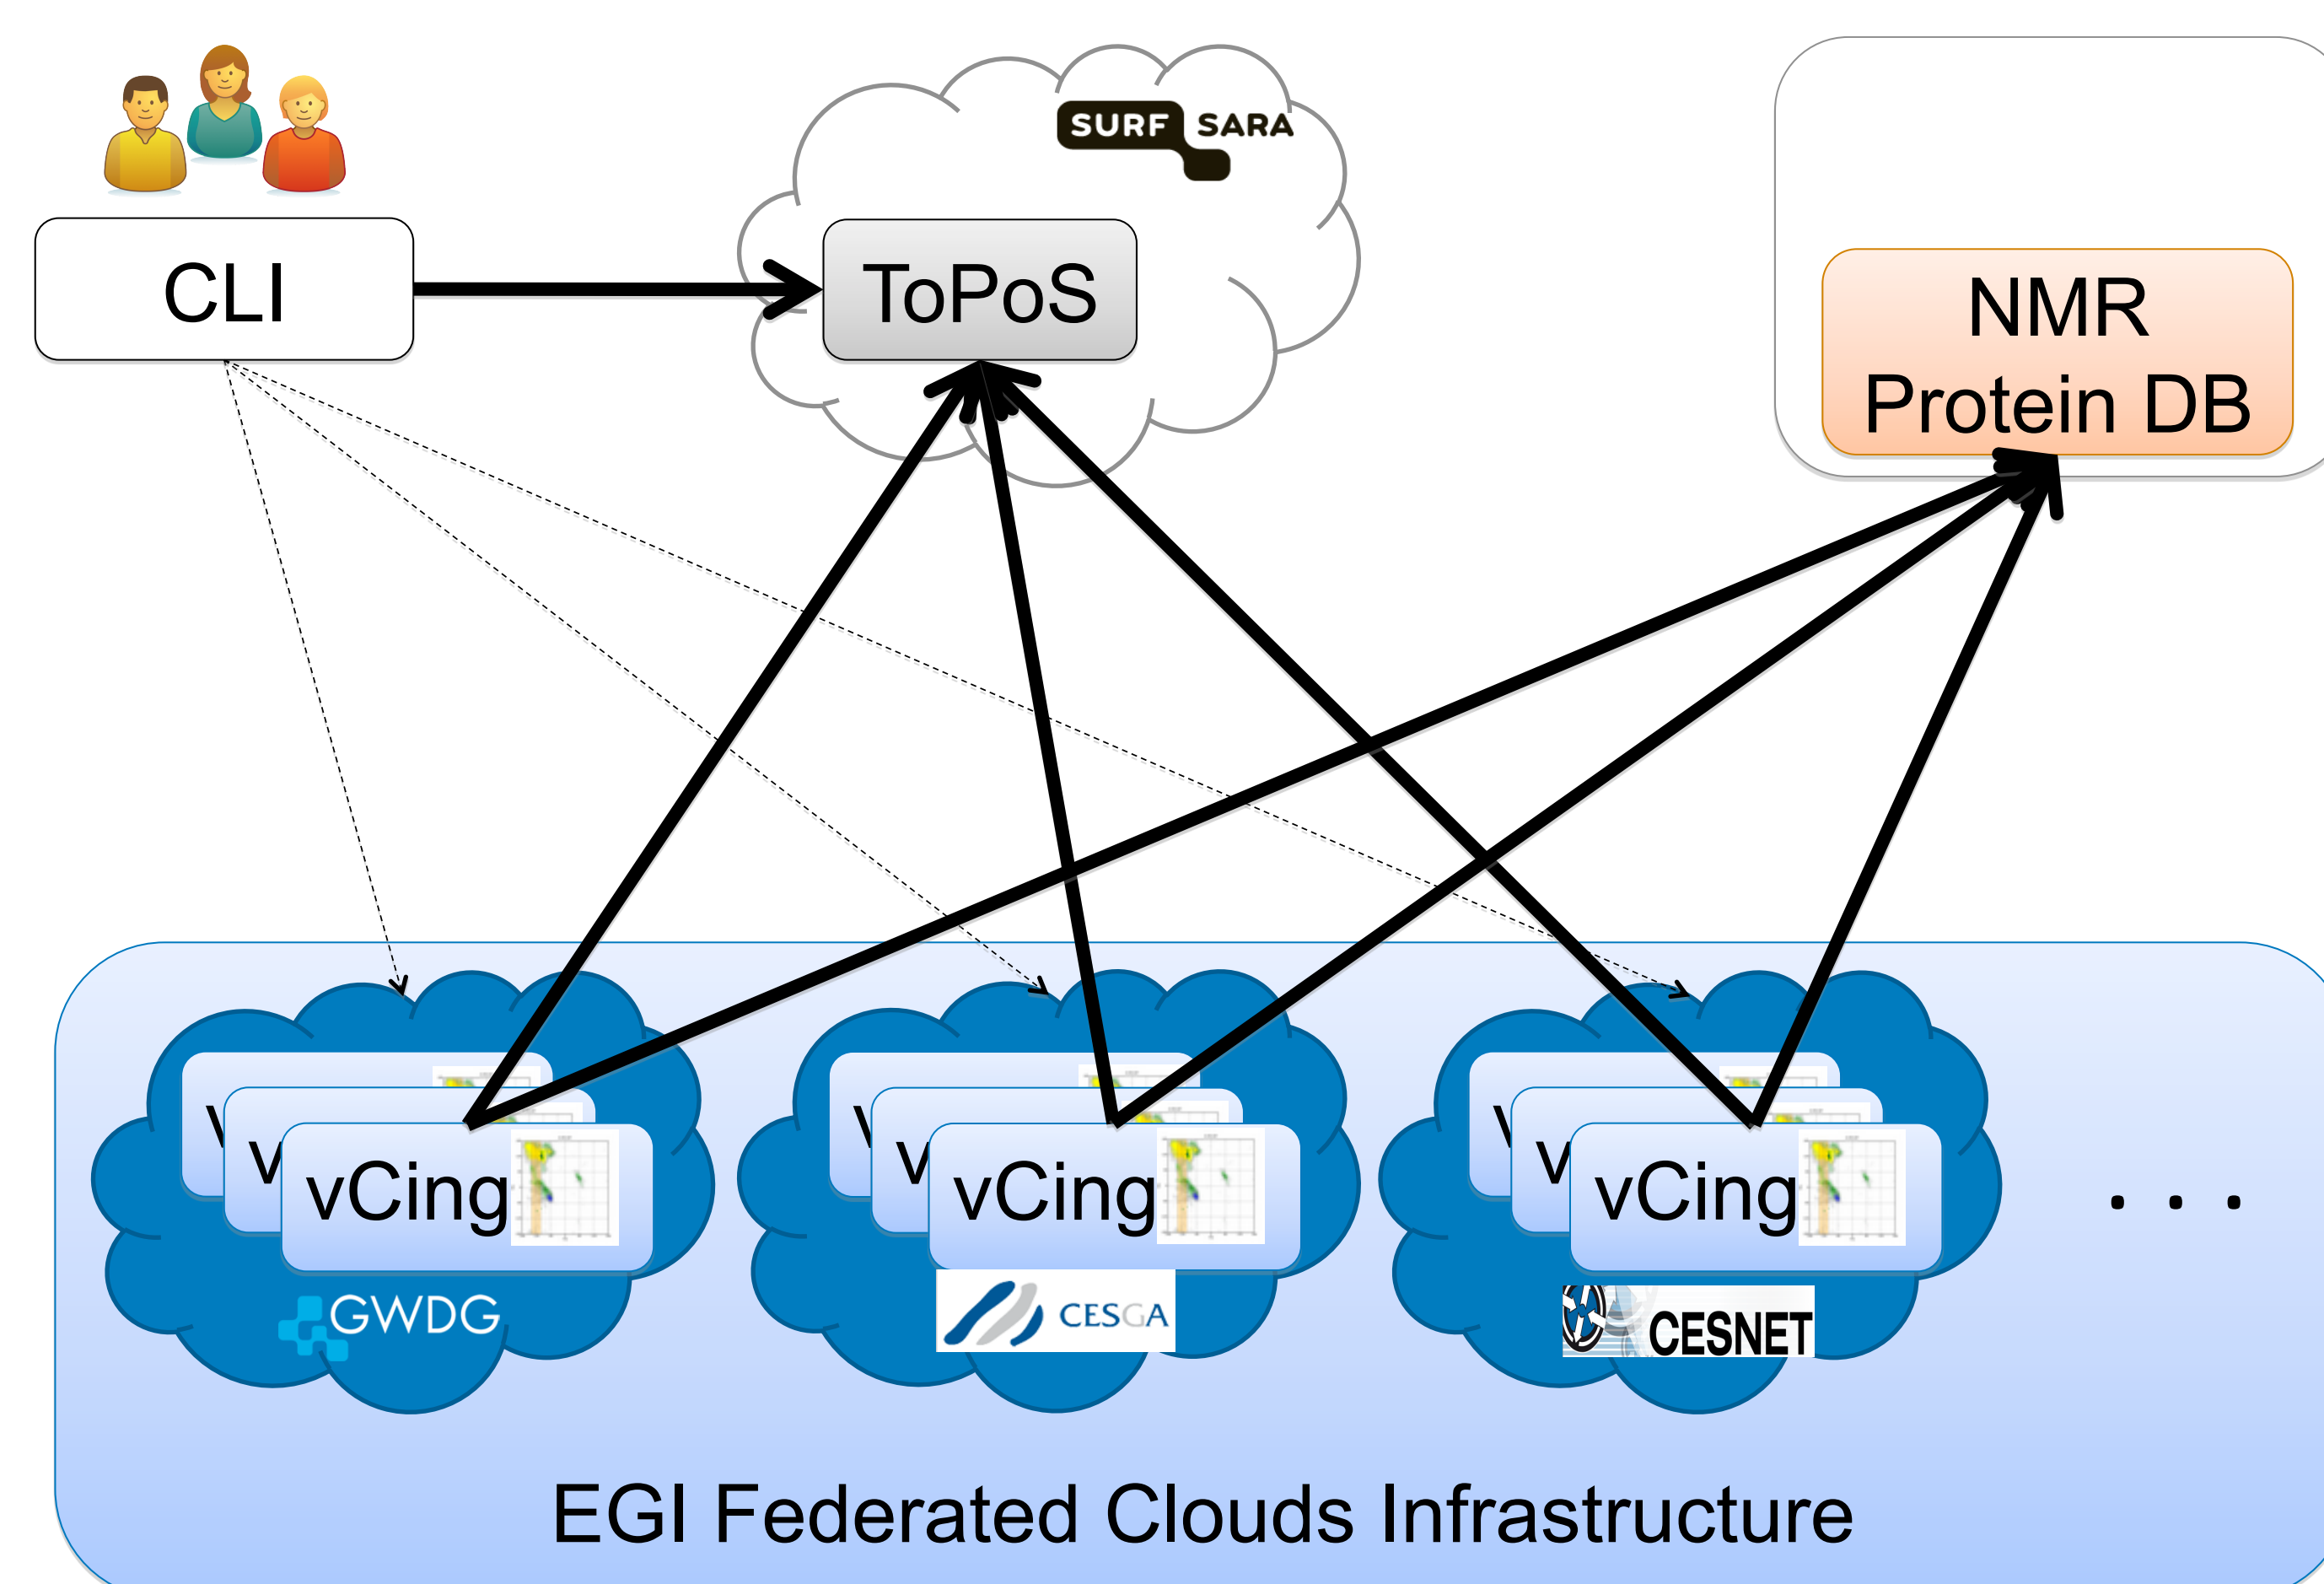 SURF SARA
CLI
ToPoS
NMR
Protein DB
v
v
vCing
v
v
vCing
v
v
vCing
. . .
GWDG
CESGA
CESNET
EGI Federated Clouds Infrastructure